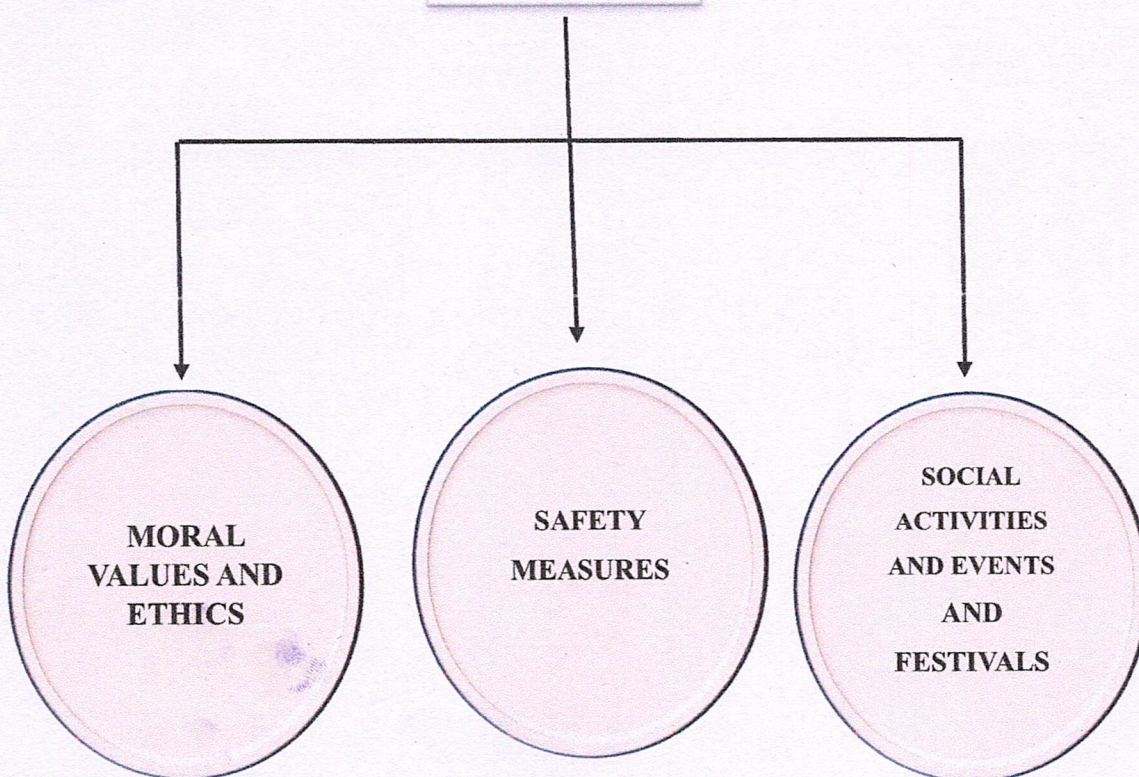 MORAL
VALUES AND
ETHICS
SAFETY
MEASURES
SOCIAL
ACTIVITIES
AND EVENTS
AND
FESTIVALS